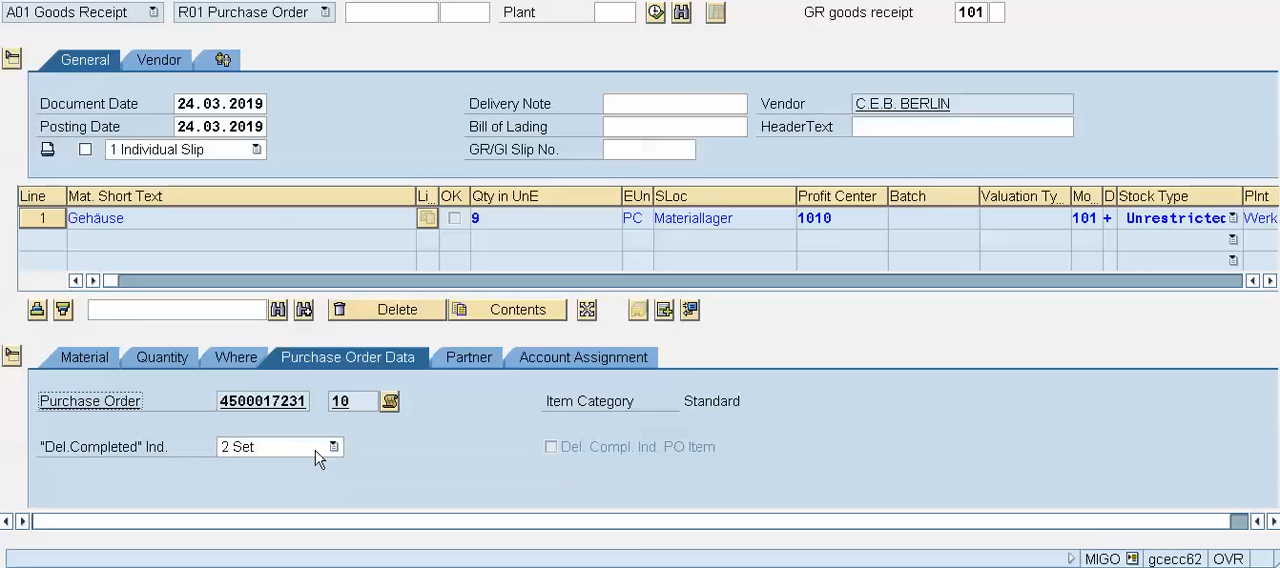 A01 Goods Receipt R01 Purchase Order Plant GR goods receipt 101
General Vendor
Document Date 24.03.2019 Delivery Note Vendor C.E.B. BERLIN
Posting Date 24.03.2019 Bill of Lading HeaderText
1 Individual Slip GR/GI Slip No.
Line Mat. Short Text Li.. OK Qty in UnE EUn SLoc Profit Center Batch Valuation Ty... Mo.. D Stock Type Plnt
1 Gehäuse 9 PC Materiallager 1010 101 + Unrestricted Werk
Delete Contents
Material Quantity Where Purchase Order Data Partner Account Assignment
Purchase Order 4500017231 10 Item Category Standard
"Del.Completed" Ind. 2 Set Del. Compl. Ind. PO Item
MIGO gcecc62 OVR